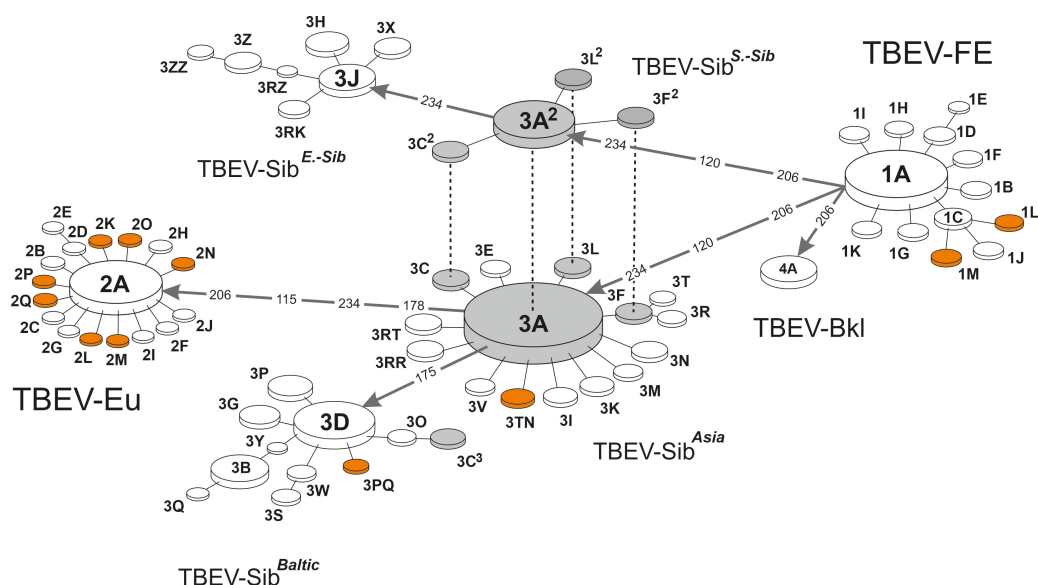 3H
3X
3Z
3ZZ
3J
3RZ
3RK
234
TBEV-Sib E.-Sib
3L²
TBEV-Sib S.-Sib
3F²
3A²
3C²
234
120
206
TBEV-FE
1E
1H
1I
1D
1F
1A
1B
1C
1L
1K
1G
1M
1J
206
4A
TBEV-Bkl
206
120
234
2E
2K
2O
2H
2D
2N
2B
2P
2A
2Q
2C
2J
2G
2F
2L
2M
2I
TBEV-Eu
206
115
234
178
3E
3L
3C
3T
3F
3A
3R
3RT
3RR
3N
3M
3K
3V
3TN
3I
TBEV-Sib Asia
175
3P
3G
3D
3O
3Y
3C³
3B
3PQ
3W
3Q
3S
TBEV-Sib Baltic